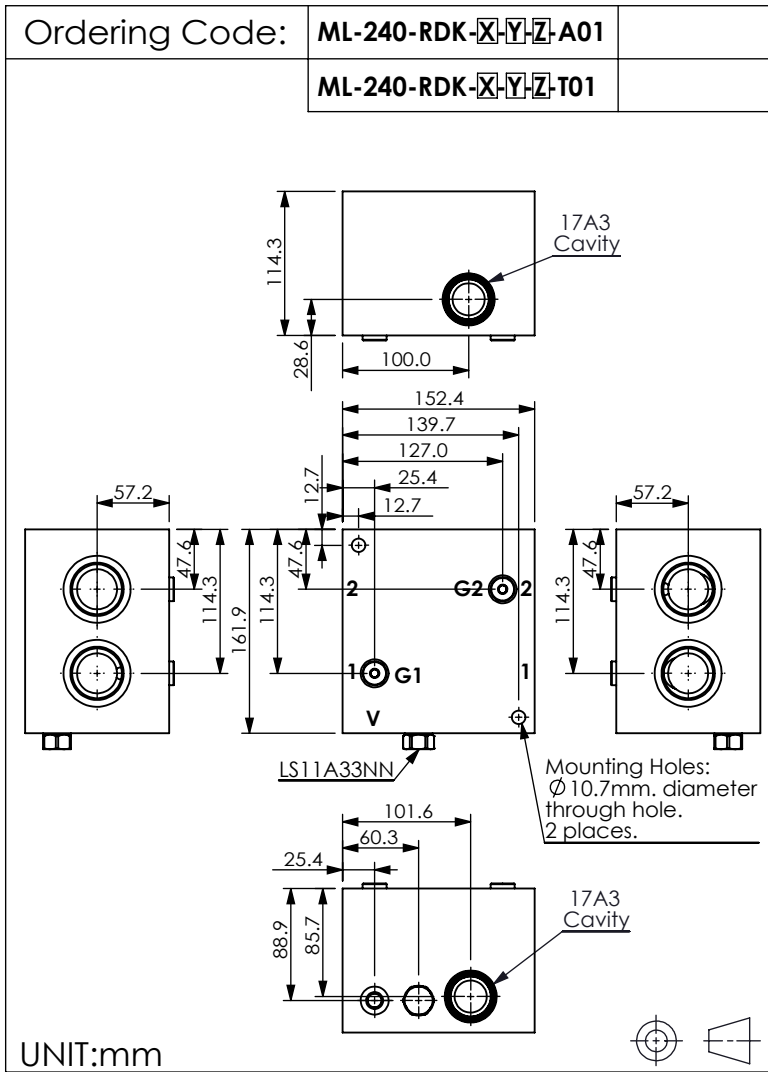 Ordering Code:
ML-240-RDK-X-Y-Z-A01
ML-240-RDK-X-Y-Z-T01
17A3
Cavity
114.3
28.6
100.0
152.4
139.7
127.0
25.4
12.7
12.7
57.2
47.6
114.3
161.9
114.3
47.6
2
G2
2
1
G1
1
V
57.2
47.6
114.3
LS11A33NN
Mounting Holes:
Ø10.7mm. diameter
through hole.
2 places.
101.6
60.3
25.4
88.9
85.7
17A3
Cavity
UNIT:mm